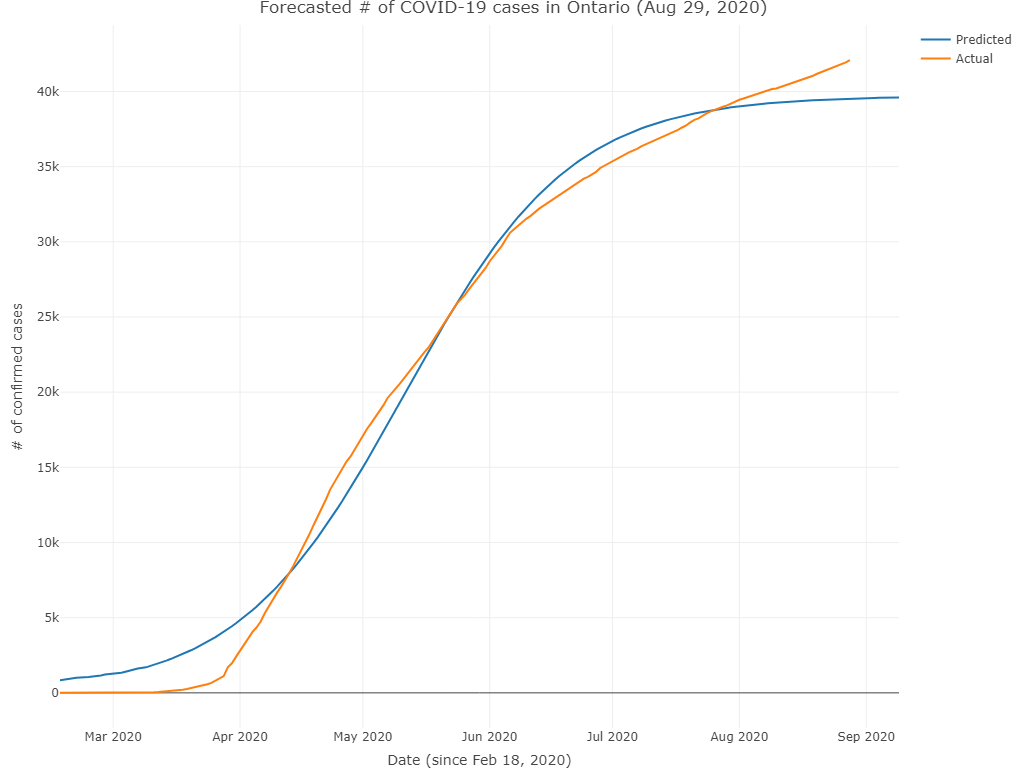 Forecasted # of COVID-19 cases in Ontario (Aug 29, 2020)
Predicted
Actual
# of confirmed cases
40k
35k
30k
25k
20k
15k
10k
5k
0
Mar 2020 Apr 2020 May 2020 Jun 2020 Jul 2020 Aug 2020 Sep 2020
Date (since Feb 18, 2020)